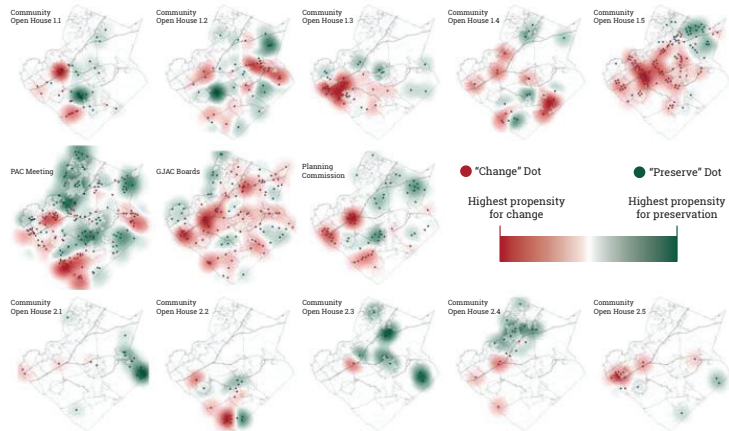 Community
Open House 1.1
Community
Open House 1.2
Community
Open House 1.3
Community
Open House 1.4
Community
Open House 1.5
PAC Meeting
GJAC Boards
Planning
Commission
"Change" Dot
"Preserve" Dot
Highest propensity
for change
Highest propensity
for preservation
Community
Open House 2.1
Community
Open House 2.2
Community
Open House 2.3
Community
Open House 2.4
Community
Open House 2.5